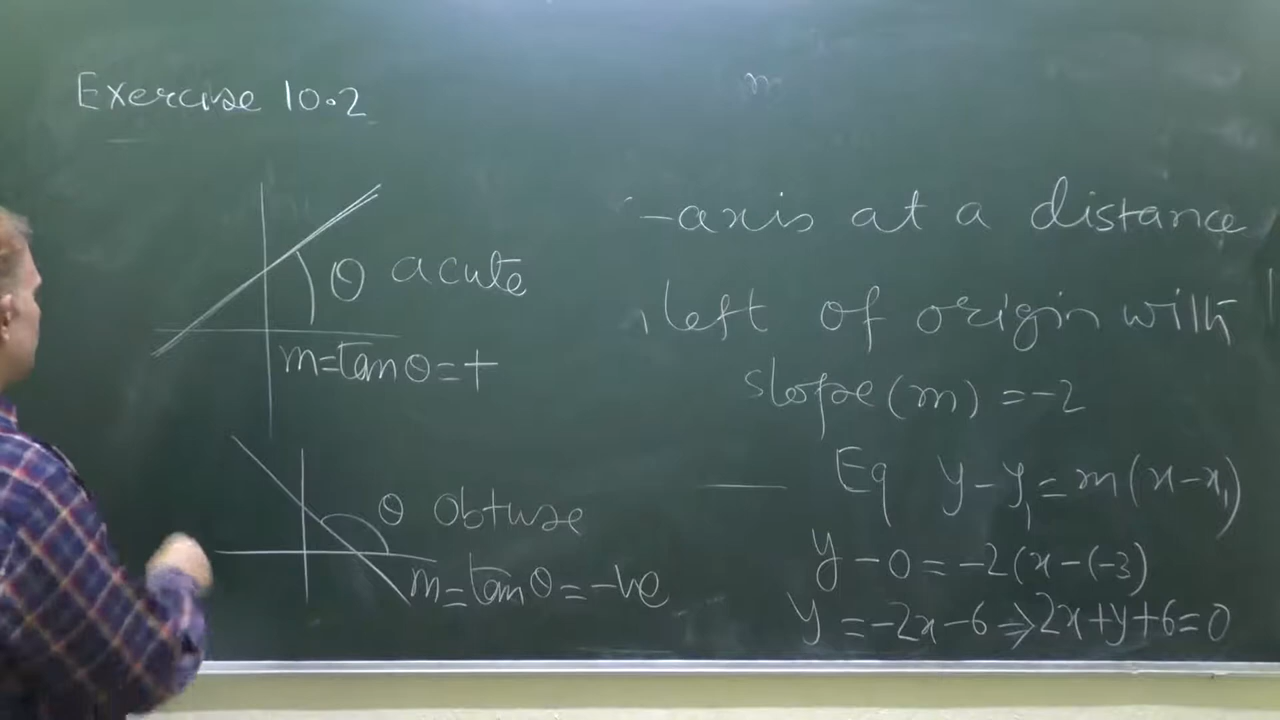 Exercise 10.2
θ acute
m=tanθ=+
θ obtuse
m=tanθ=-ve
-axis at a distance
left of origin with
slope(m) =-2
Eq y-y₁=m(x-x₁)
y-0=-2(x-(-3)
y=-2x-6⇒2x+y+6=0